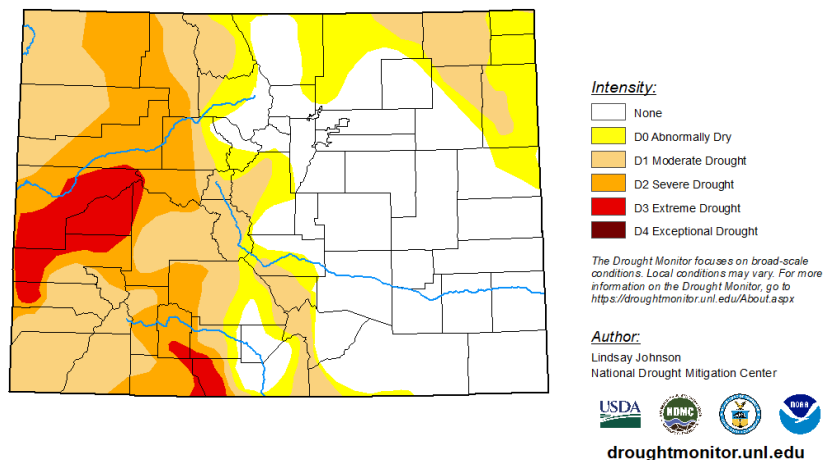 Intensity:
None
D0 Abnormally Dry
D1 Moderate Drought
D2 Severe Drought
D3 Extreme Drought
D4 Exceptional Drought
The Drought Monitor focuses on broad-scale
conditions. Local conditions may vary. For more
information on the Drought Monitor, go to
https://droughtmonitor.unl.edu/About.aspx
Author:
Lindsay Johnson
National Drought Mitigation Center
USDA
NDMC
NOAA
droughtmonitor.unl.edu